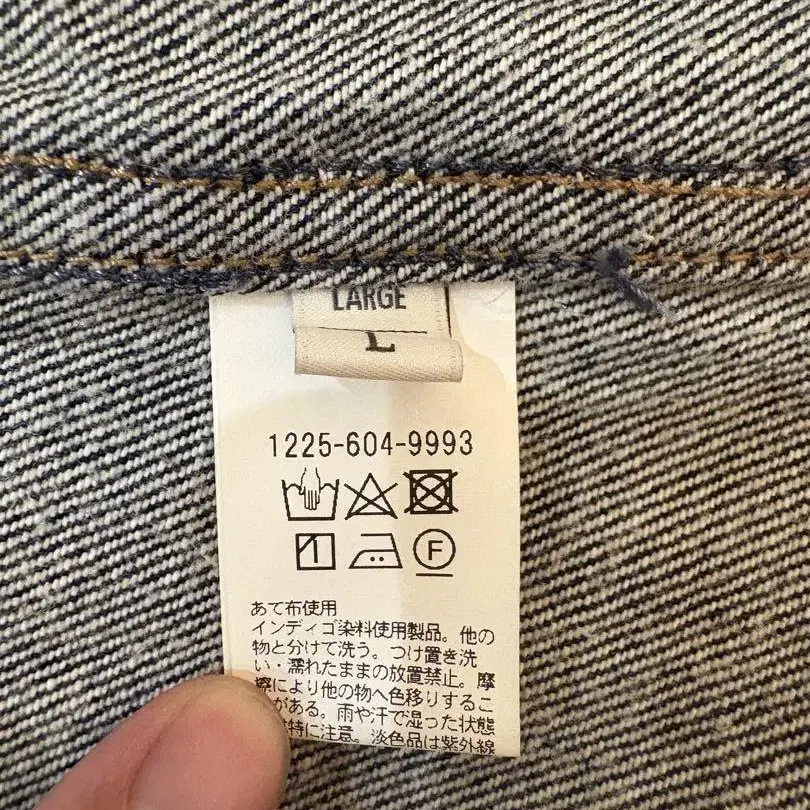 LARGE
L
1225-604-9993
F
あて布使用
インディゴ染料使用製品。他の
物と分けて洗う。つけ置き洗
い・濡れたままの放置禁止。摩
擦により他の物へ色移りするこ
がある。雨や汗で湿った状態
特に注意。淡色品は紫外線